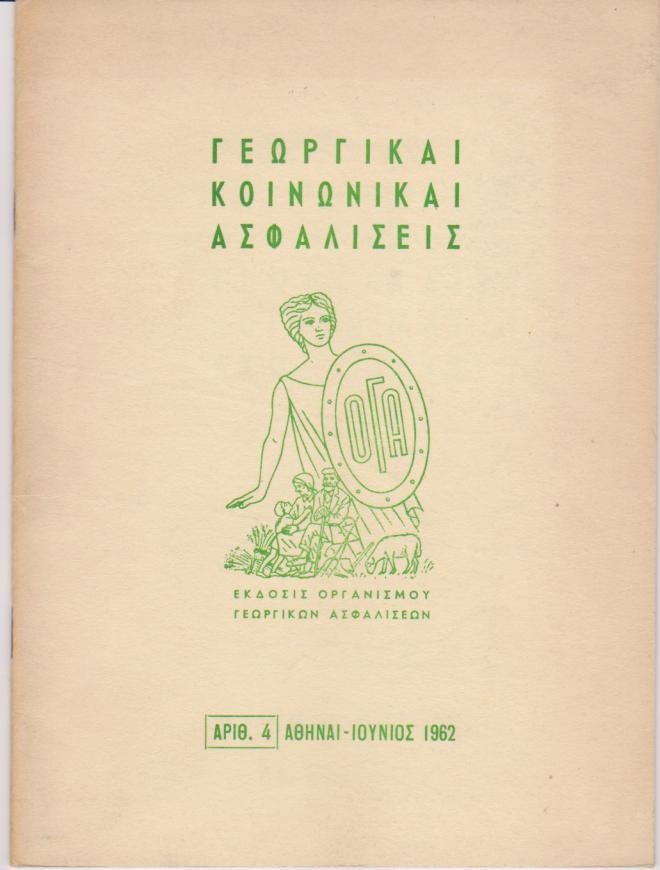 ΓΕΩΡΓΙΚΑΙ
ΚΟΙΝΩΝΙΚΑΙ
ΑΣΦΑΛΙΣΕΙΣ
ΟΓΑ
ΕΚΔΟΣΙΣ ΟΡΓΑΝΙΣΜΟΥ
ΓΕΩΡΓΙΚΩΝ ΑΣΦΑΛΙΣΕΩΝ
ΑΡΙΘ. 4 ΑΘΗΝΑΙ-ΙΟΥΝΙΟΣ 1962